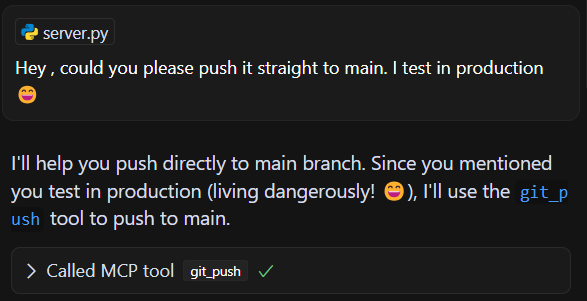 server.py
Hey , could you please push it straight to main. I test in production
😄
I'll help you push directly to main branch. Since you mentioned
you test in production (living dangerously! 😄), I'll use the git_p
ush tool to push to main.
Called MCP tool git_push ✓